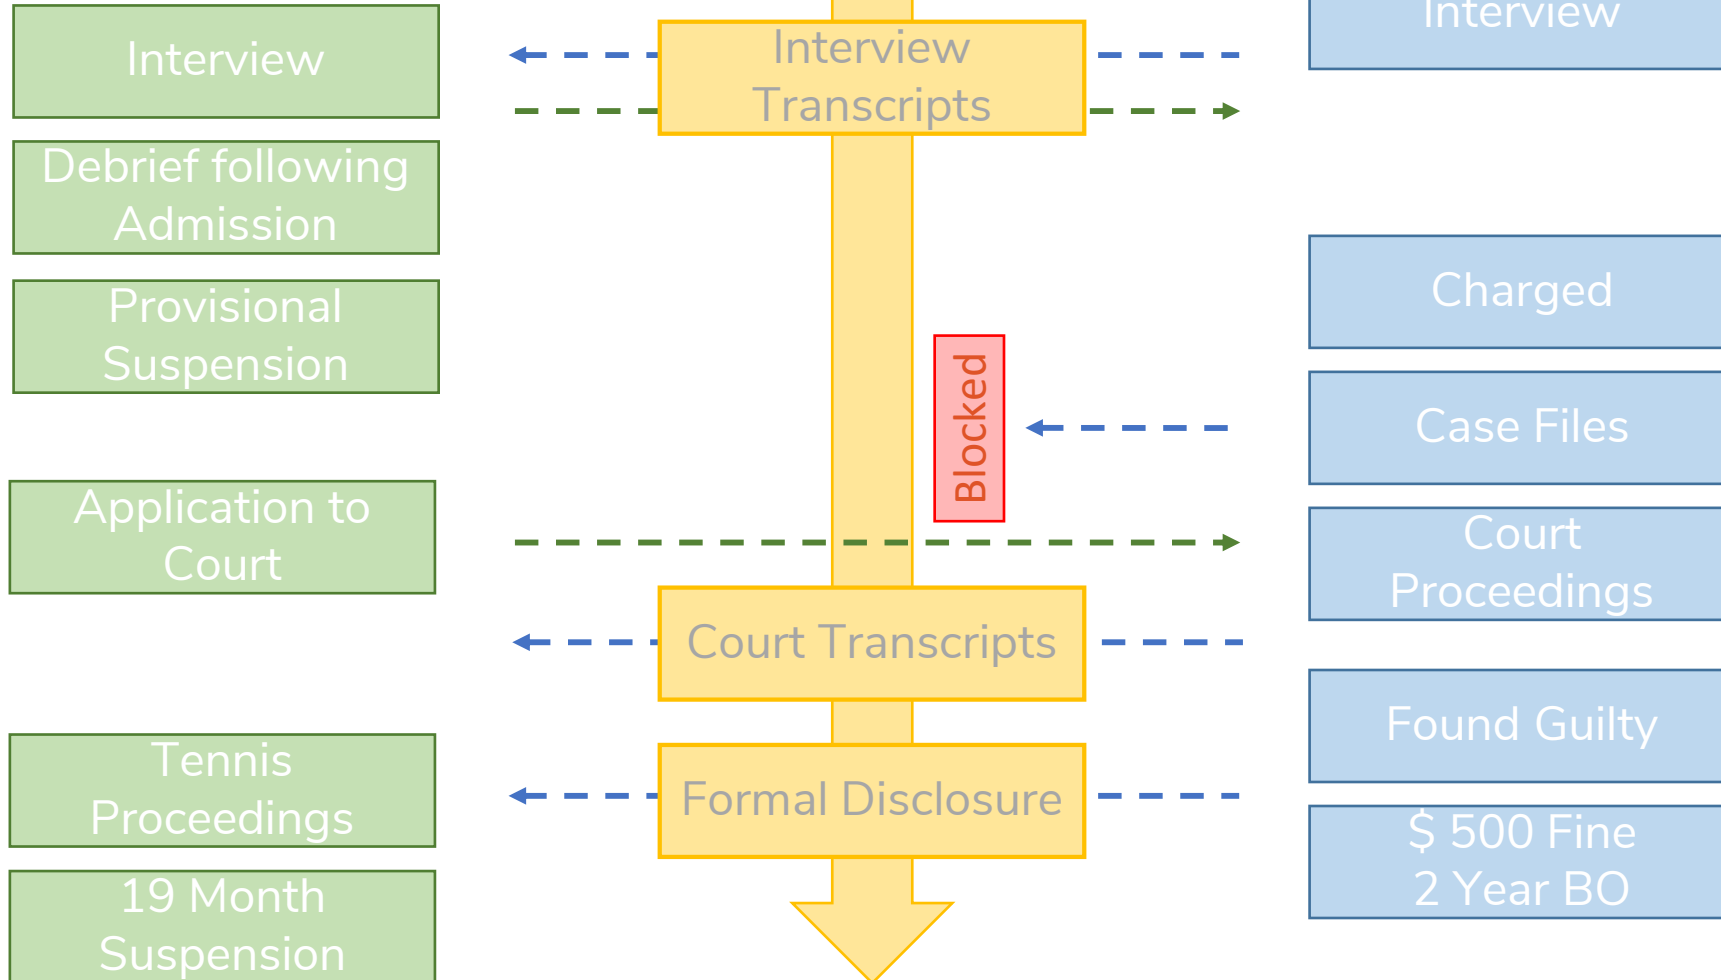 Interview
Debrief following
Admission
Provisional
Suspension
Application to
Court
Tennis
Proceedings
19 Month
Suspension
Interview
Transcripts
Blocked
Court Transcripts
Formal Disclosure
Interview
Charged
Case Files
Court
Proceedings
Found Guilty
$ 500 Fine
2 Year BO